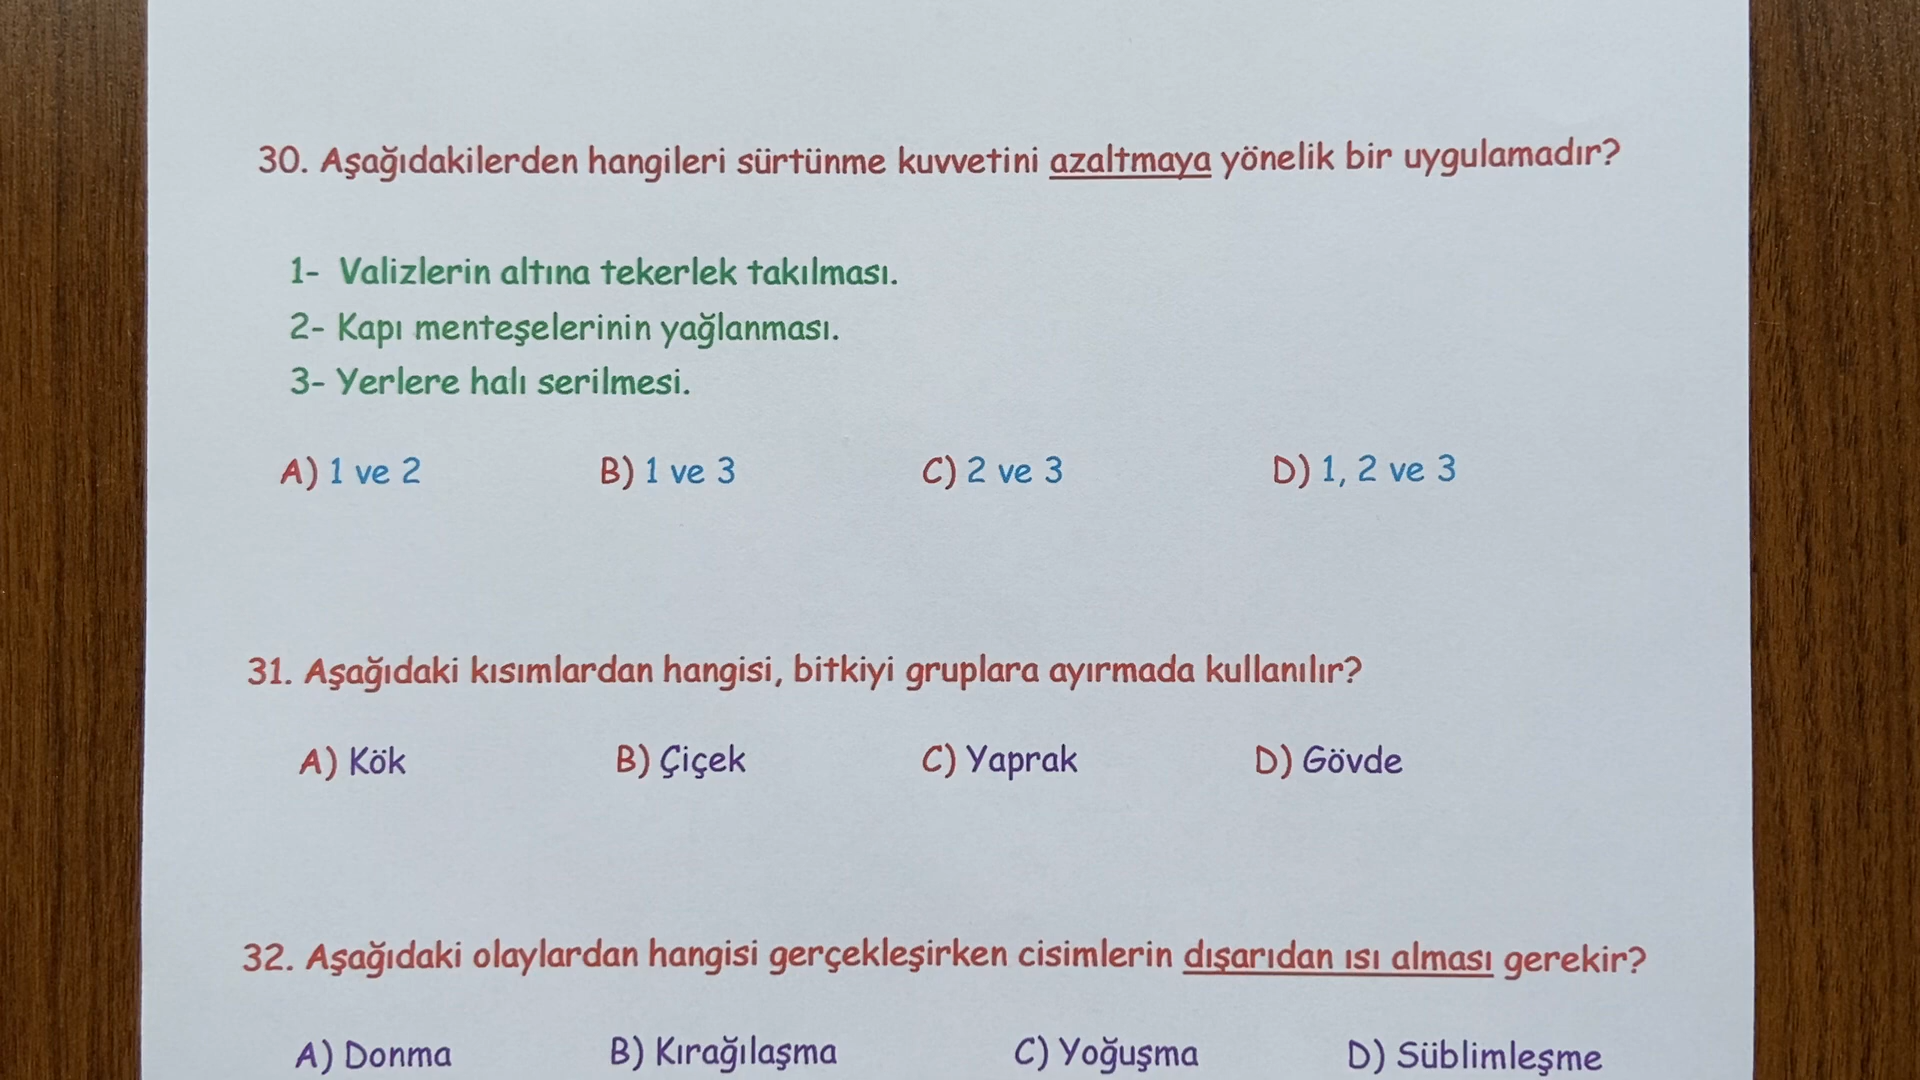 30. Aşağıdakilerden hangileri sürtünme kuvvetini azaltmaya yönelik bir uygulamadır?
1- Valizlerin altına tekerlek takılması.
2- Kapı menteşelerinin yağlanması.
3- Yerlere halı serilmesi.
A) 1 ve 2 B) 1 ve 3 C) 2 ve 3 D) 1, 2 ve 3
31. Aşağıdaki kısımlardan hangisi, bitkiyi gruplara ayırmada kullanılır?
A) Kök B) Çiçek C) Yaprak D) Gövde
32. Aşağıdaki olaylardan hangisi gerçekleşirken cisimlerin dışarıdan ısı alması gerekir?
A) Donma B) Kırağılaşma C) Yoğuşma D) Süblimleşme